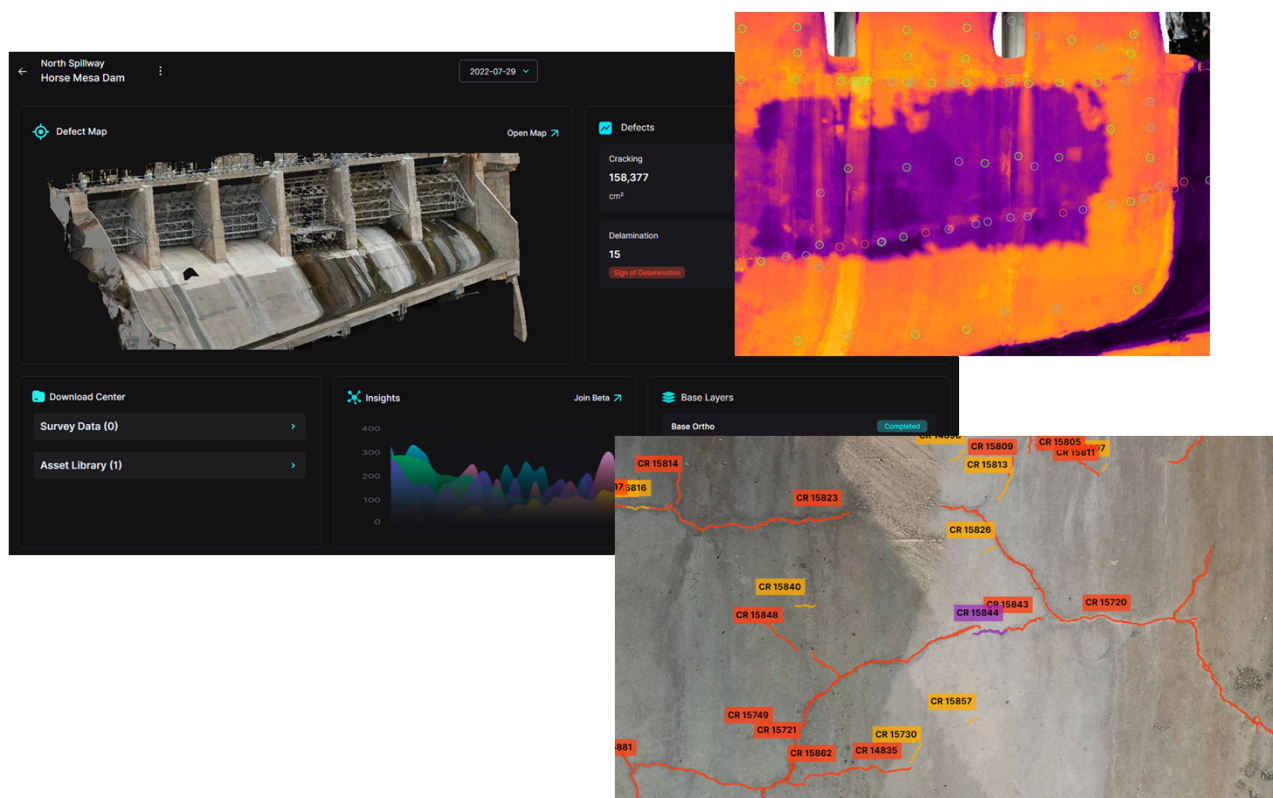 North Spillway
Horse Mesa Dam
2022-07-29
Defect Map
Open Map
Defects
Cracking
158,377
cm²
Delamination
15
Sign of Delamination
Download Center
Survey Data (0)
Asset Library (1)
Insights
Join Beta
400
300
200
100
0
Base Layers
Base Ortho
Completed
CR 15809
CR 15805
CR 15811
CR 15814
CR 15813
CR 15823
CR 15826
CR 15840
CR 15848
CR 15843
CR 15844
CR 15720
CR 15857
CR 15749
CR 15721
CR 15730
CR 15862
CR 14835